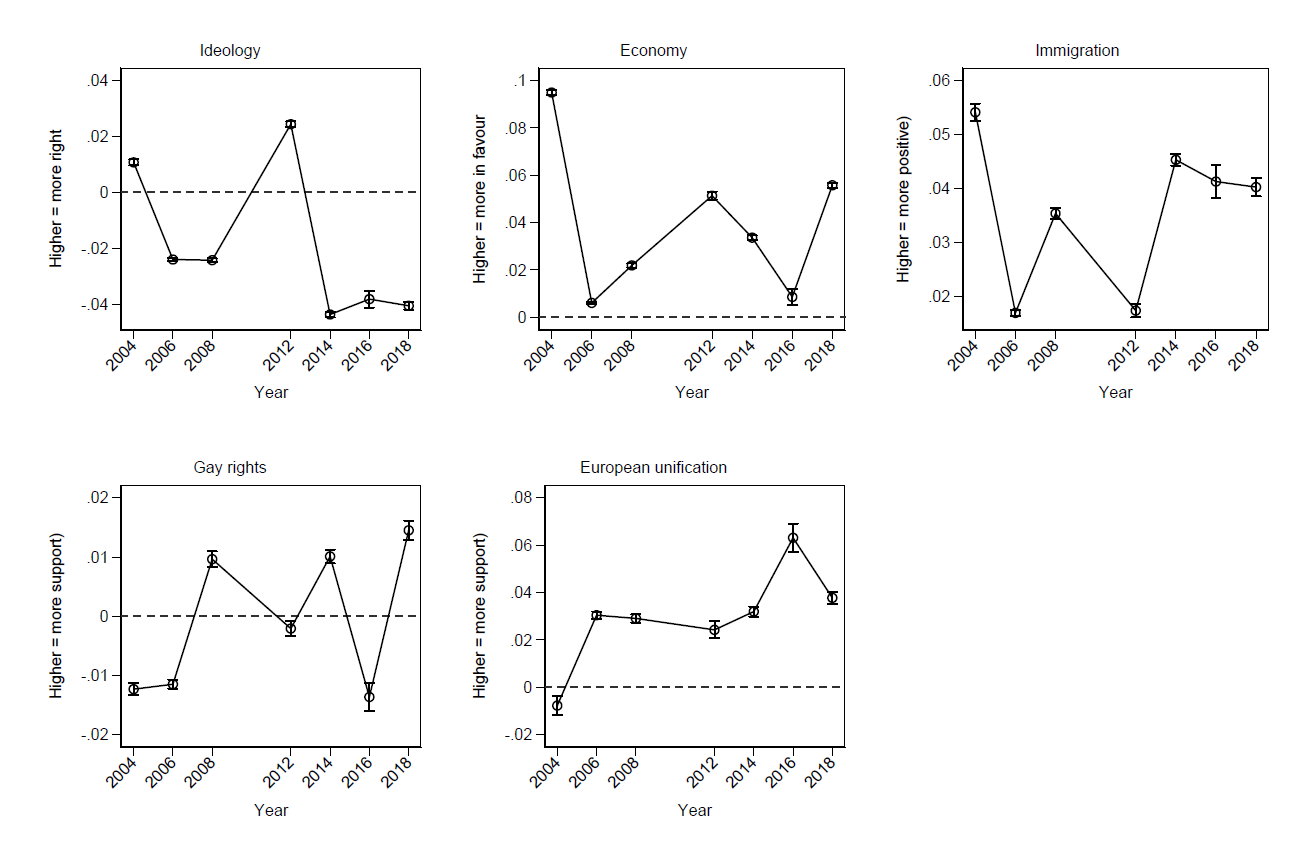 Ideology
Higher = more right
.04
.02
0
-.02
-.04
2004 2006 2008 2012 2014 2016 2018
Year
Economy
Higher = more in favour
.1
.08
.06
.04
.02
0
2004 2006 2008 2012 2014 2016 2018
Year
Immigration
Higher = more positive)
.06
.05
.04
.03
.02
2004 2006 2008 2012 2014 2016 2018
Year
Gay rights
Higher = more support)
.02
.01
0
-.01
-.02
2004 2006 2008 2012 2014 2016 2018
Year
European unification
Higher = more support)
.08
.06
.04
.02
0
-.02
2004 2006 2008 2012 2014 2016 2018
Year